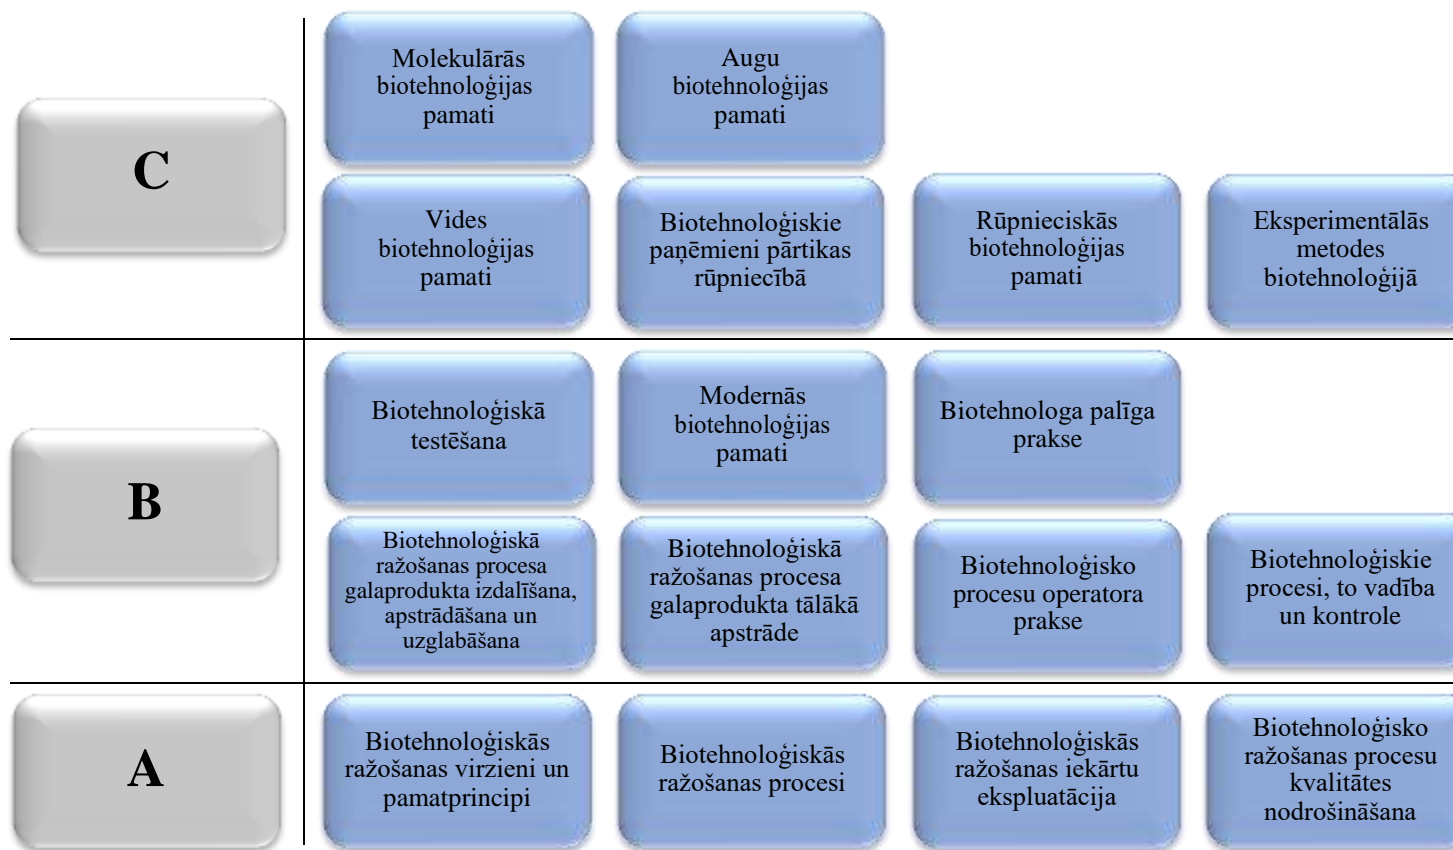 C
Molekulārās
biotehnoloģijas
pamati
Augu
biotehnoloģijas
pamati
Vides
biotehnoloģijas
pamati
Biotehnoloģiskie
paņēmieni pārtikas
rūpniecībā
Rūpnieciskās
biotehnoloģijas
pamati
Eksperimentālās
metodes
biotehnoloģijā
B
Biotehnoloģiskā
testēšana
Modernās
biotehnoloģijas
pamati
Biotehnologa palīga
prakse
Biotehnoloģiskā
ražošanas procesa
galaprodukta izdalīšana,
apstrādāšana un
uzglabāšana
Biotehnoloģiskā
ražošanas procesa
galaprodukta tālākā
apstrāde
Biotehnoloģisko
procesu operatora
prakse
Biotehnoloģiskie
procesi, to vadība
un kontrole
A
Biotehnoloģiskās
ražošanas virzieni un
pamatprincipi
Biotehnoloģiskās
ražošanas procesi
Biotehnoloģiskās
ražošanas iekārtu
ekspluatācija
Biotehnoloģisko
ražošanas procesu
kvalitātes
nodrošināšana